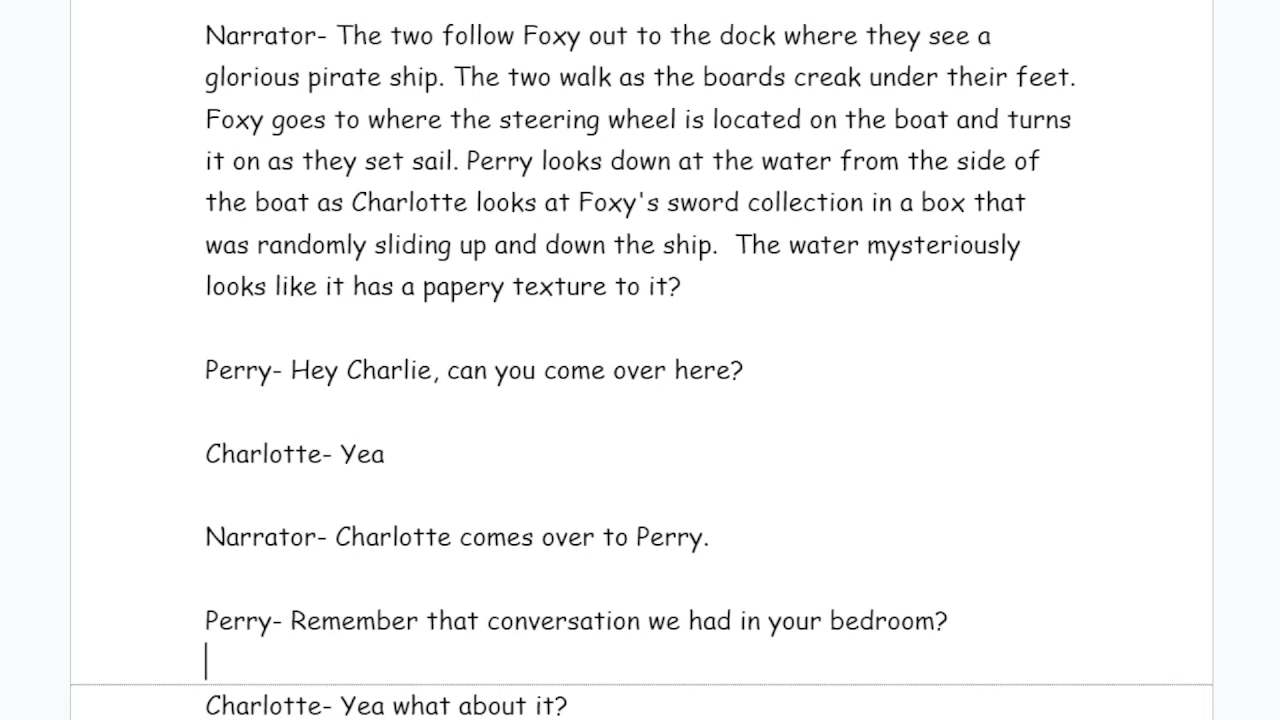 Narrator- The two follow Foxy out to the dock where they see a
glorious pirate ship. The two walk as the boards creak under their feet.
Foxy goes to where the steering wheel is located on the boat and turns
it on as they set sail. Perry looks down at the water from the side of
the boat as Charlotte looks at Foxy's sword collection in a box that
was randomly sliding up and down the ship.  The water mysteriously
looks like it has a papery texture to it?
Perry- Hey Charlie, can you come over here?
Charlotte- Yea
Narrator- Charlotte comes over to Perry.
Perry- Remember that conversation we had in your bedroom?
Charlotte- Yea what about it?